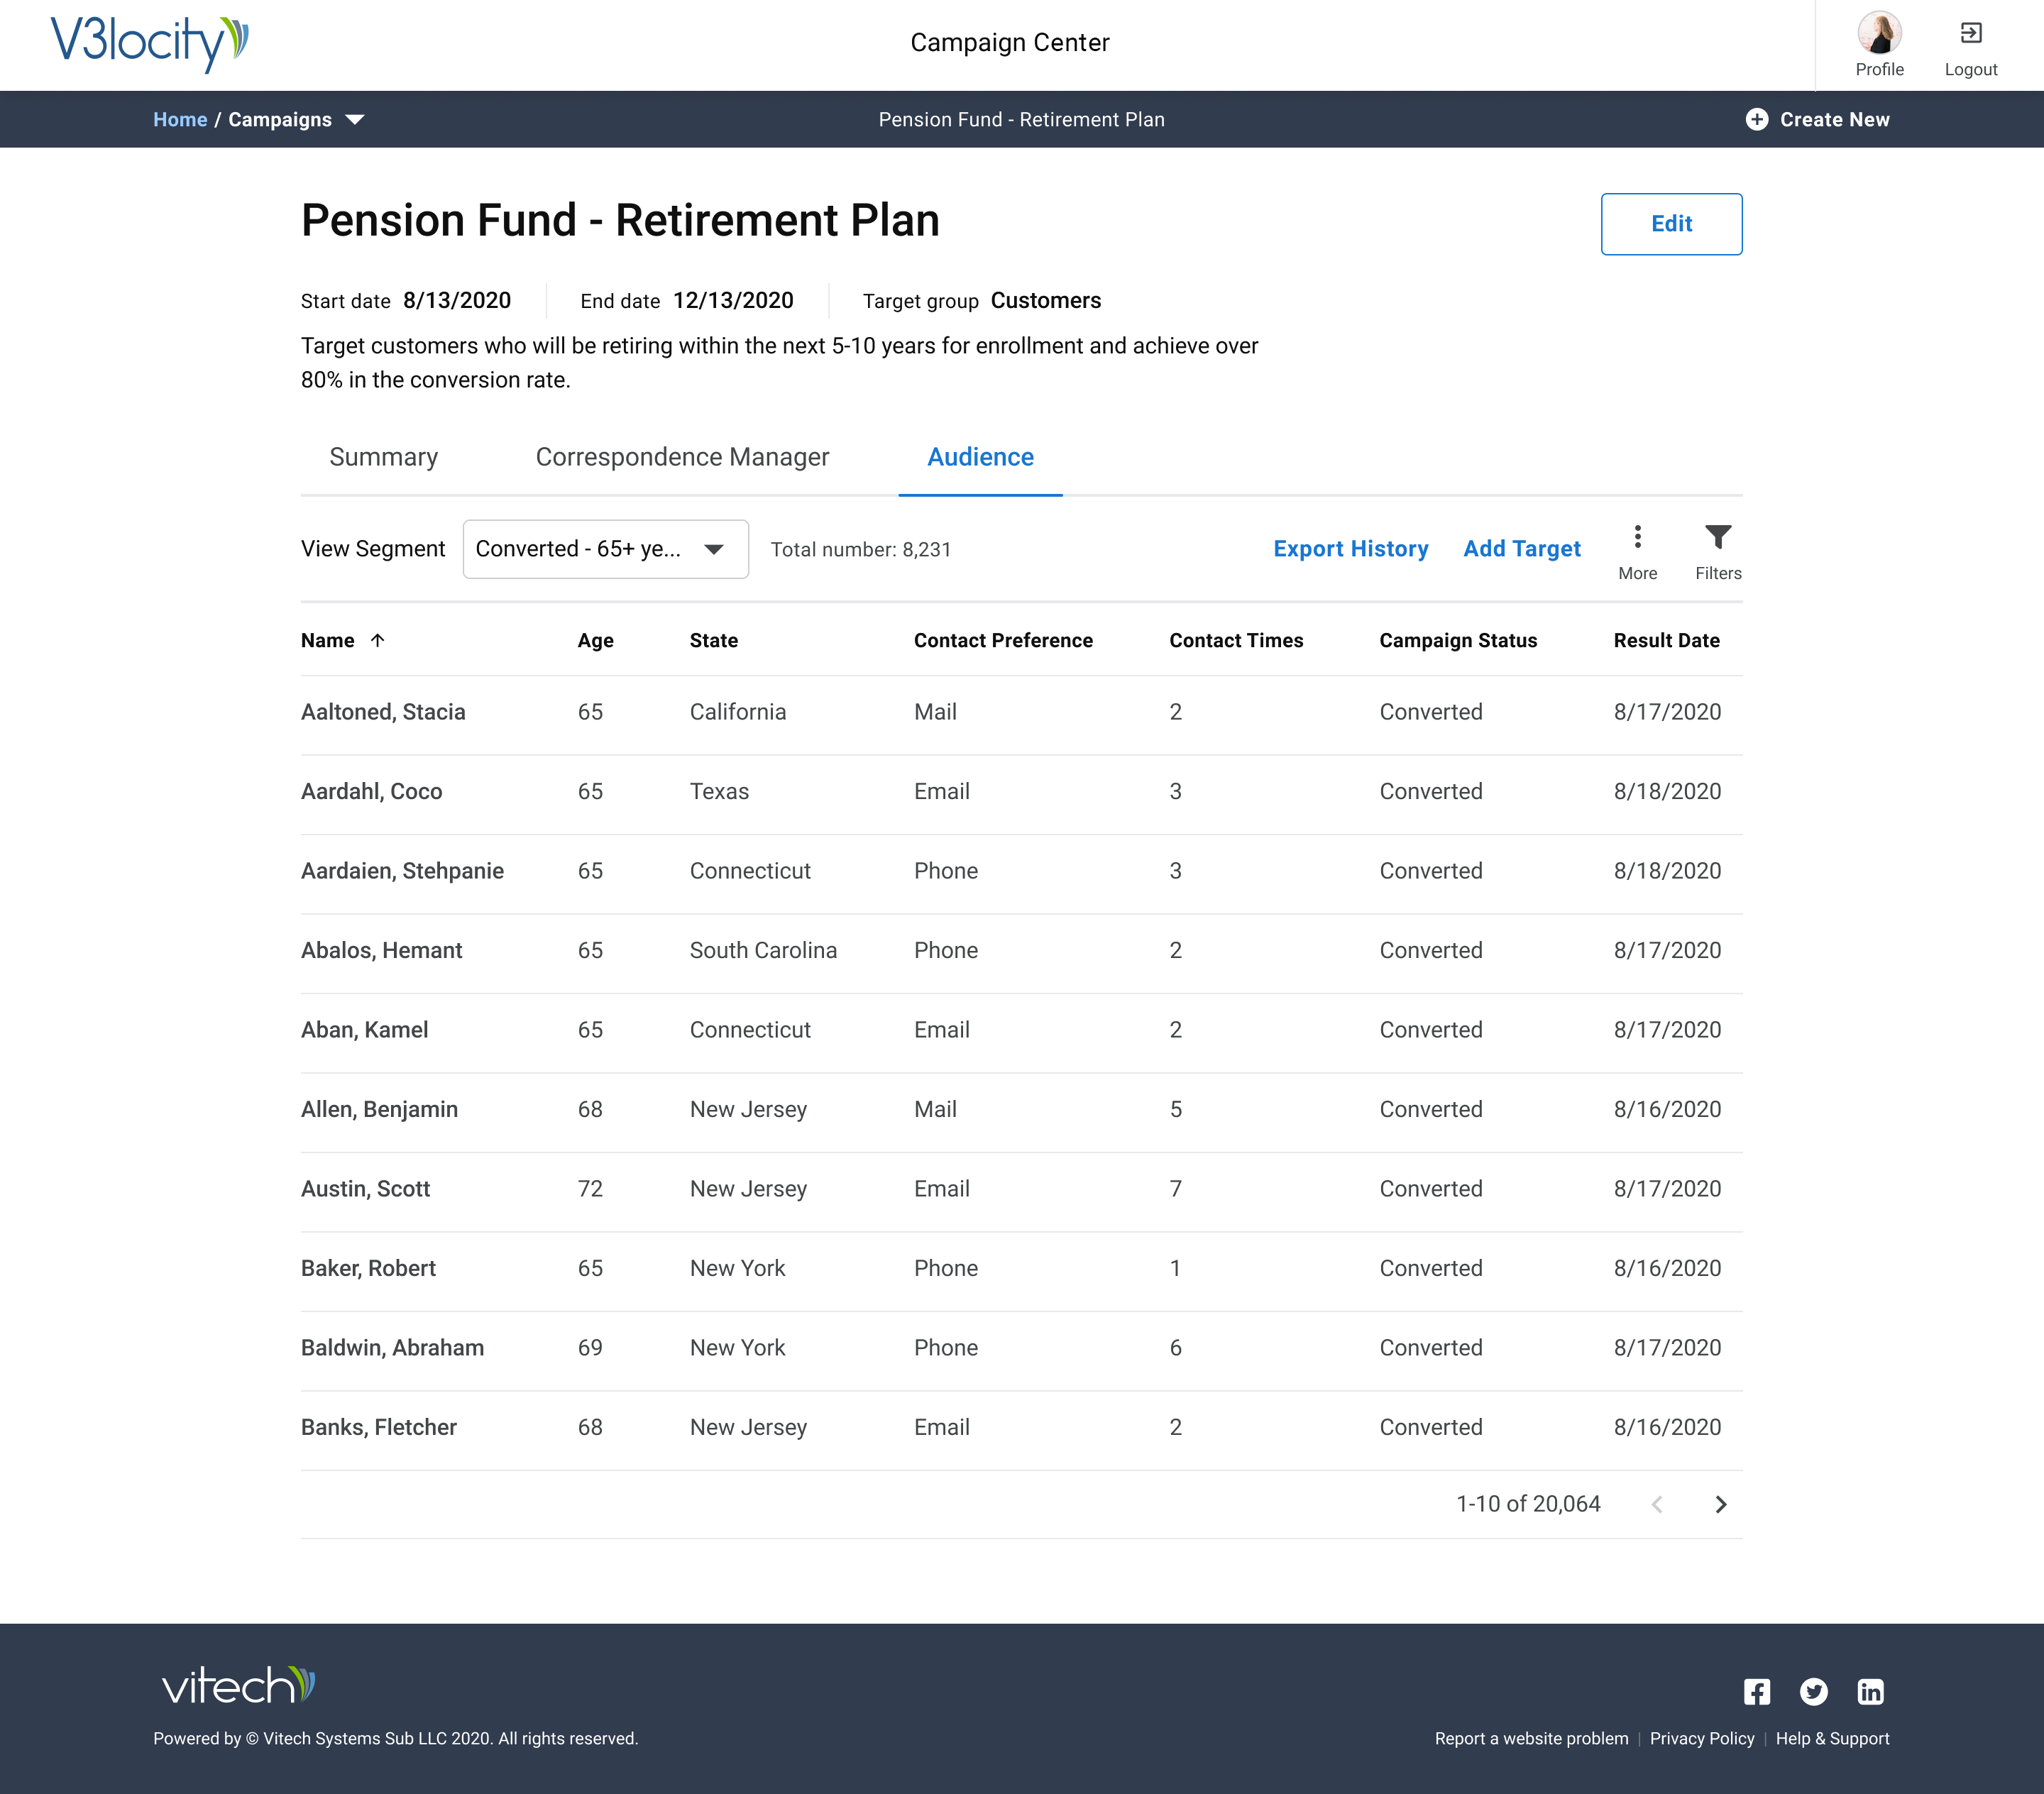 V3locity
Campaign Center
Profile
Logout
Home / Campaigns
Pension Fund - Retirement Plan
Create New
Pension Fund - Retirement Plan
Edit
Start date 8/13/2020
End date 12/13/2020
Target group Customers
Target customers who will be retiring within the next 5-10 years for enrollment and achieve over
80% in the conversion rate.
Summary
Correspondence Manager
Audience
View Segment
Converted - 65+ ye...
Total number: 8,231
Export History
Add Target
More
Filters
Name Age State Contact Preference Contact Times Campaign Status Result Date
Aaltoned, Stacia 65 California Mail 2 Converted 8/17/2020
Aardahl, Coco 65 Texas Email 3 Converted 8/18/2020
Aardaien, Stehpanie 65 Connecticut Phone 3 Converted 8/18/2020
Abalos, Hemant 65 South Carolina Phone 2 Converted 8/17/2020
Aban, Kamel 65 Connecticut Email 2 Converted 8/17/2020
Allen, Benjamin 68 New Jersey Mail 5 Converted 8/16/2020
Austin, Scott 72 New Jersey Email 7 Converted 8/17/2020
Baker, Robert 65 New York Phone 1 Converted 8/16/2020
Baldwin, Abraham 69 New York Phone 6 Converted 8/17/2020
Banks, Fletcher 68 New Jersey Email 2 Converted 8/16/2020
1-10 of 20,064
vitech
Powered by © Vitech Systems Sub LLC 2020. All rights reserved.
Report a website problem | Privacy Policy | Help & Support